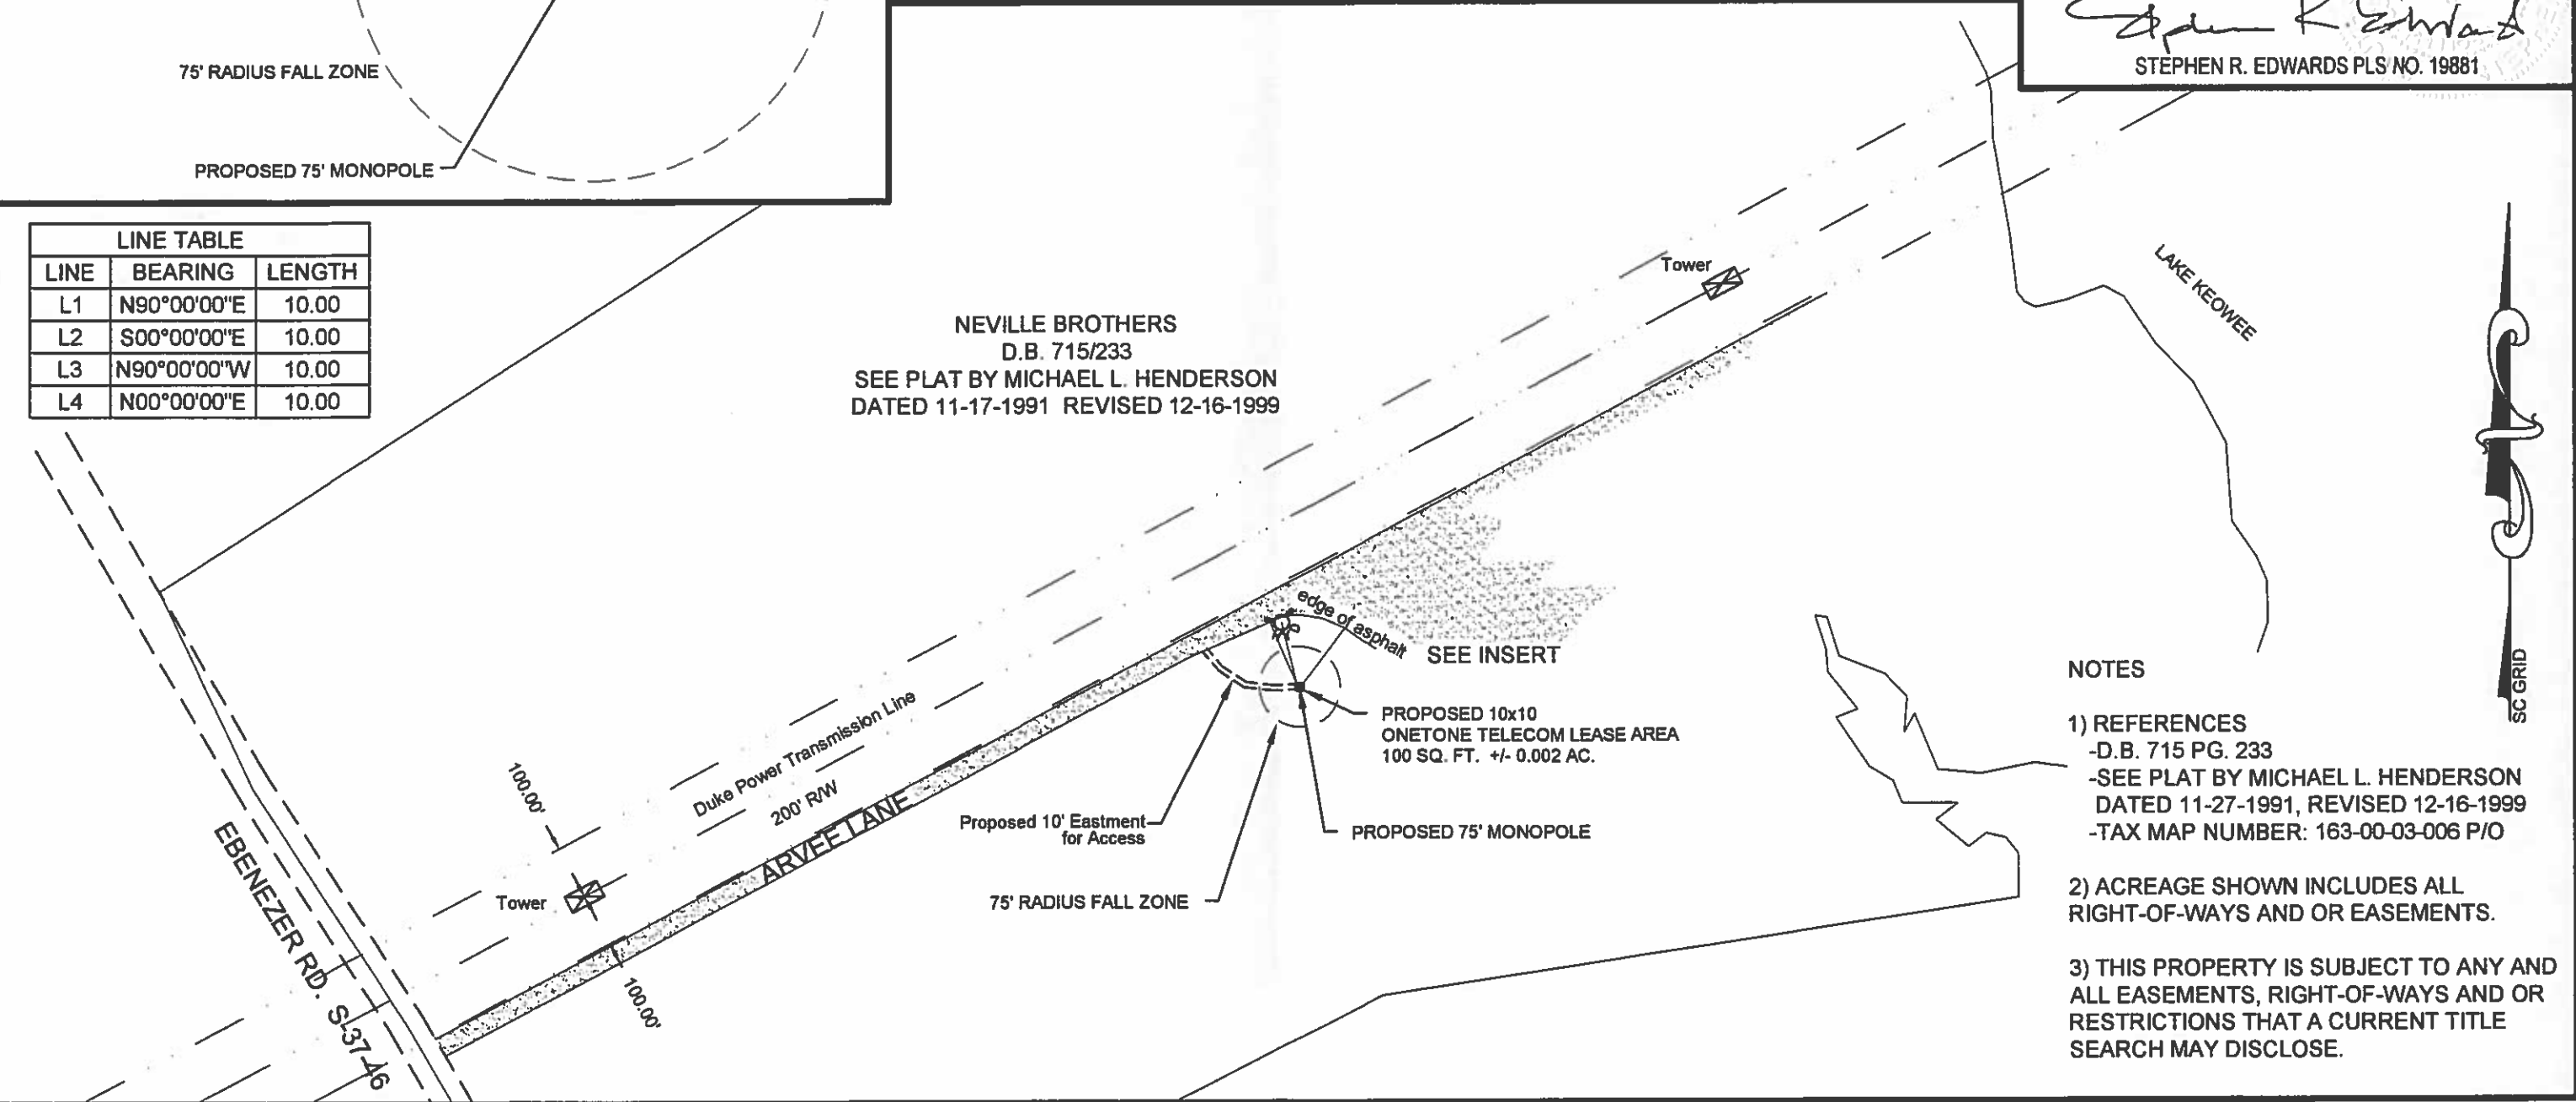 75' RADIUS FALL ZONE
PROPOSED 75' MONOPOLE
STEPHEN R. EDWARDS PLS NO. 19881
LINE TABLE
LINE BEARING LENGTH
L1 N90°00'00"E 10.00
L2 S00°00'00"E 10.00
L3 N90°00'00"W 10.00
L4 N00°00'00"E 10.00
NEVILLE BROTHERS
D.B. 715/233
SEE PLAT BY MICHAEL L. HENDERSON
DATED 11-17-1991 REVISED 12-16-1999
Tower
LAKE KEOWEE
SC GRID
edge of asphalt
SEE INSERT
PROPOSED 10x10
ONETONE TELECOM LEASE AREA
100 SQ. FT. +/- 0.002 AC.
PROPOSED 75' MONOPOLE
Proposed 10' Eastment
for Access
75' RADIUS FALL ZONE
Duke Power Transmission Line
200' R/W
ARVEE LANE
100.00'
Tower
100.00'
EBENEZER RD. S-37-46
NOTES
1) REFERENCES
-D.B. 715 PG. 233
-SEE PLAT BY MICHAEL L. HENDERSON
DATED 11-27-1991, REVISED 12-16-1999
-TAX MAP NUMBER: 163-00-03-006 P/O
2) ACREAGE SHOWN INCLUDES ALL
RIGHT-OF-WAYS AND OR EASEMENTS.
3) THIS PROPERTY IS SUBJECT TO ANY AND
ALL EASEMENTS, RIGHT-OF-WAYS AND OR
RESTRICTIONS THAT A CURRENT TITLE
SEARCH MAY DISCLOSE.